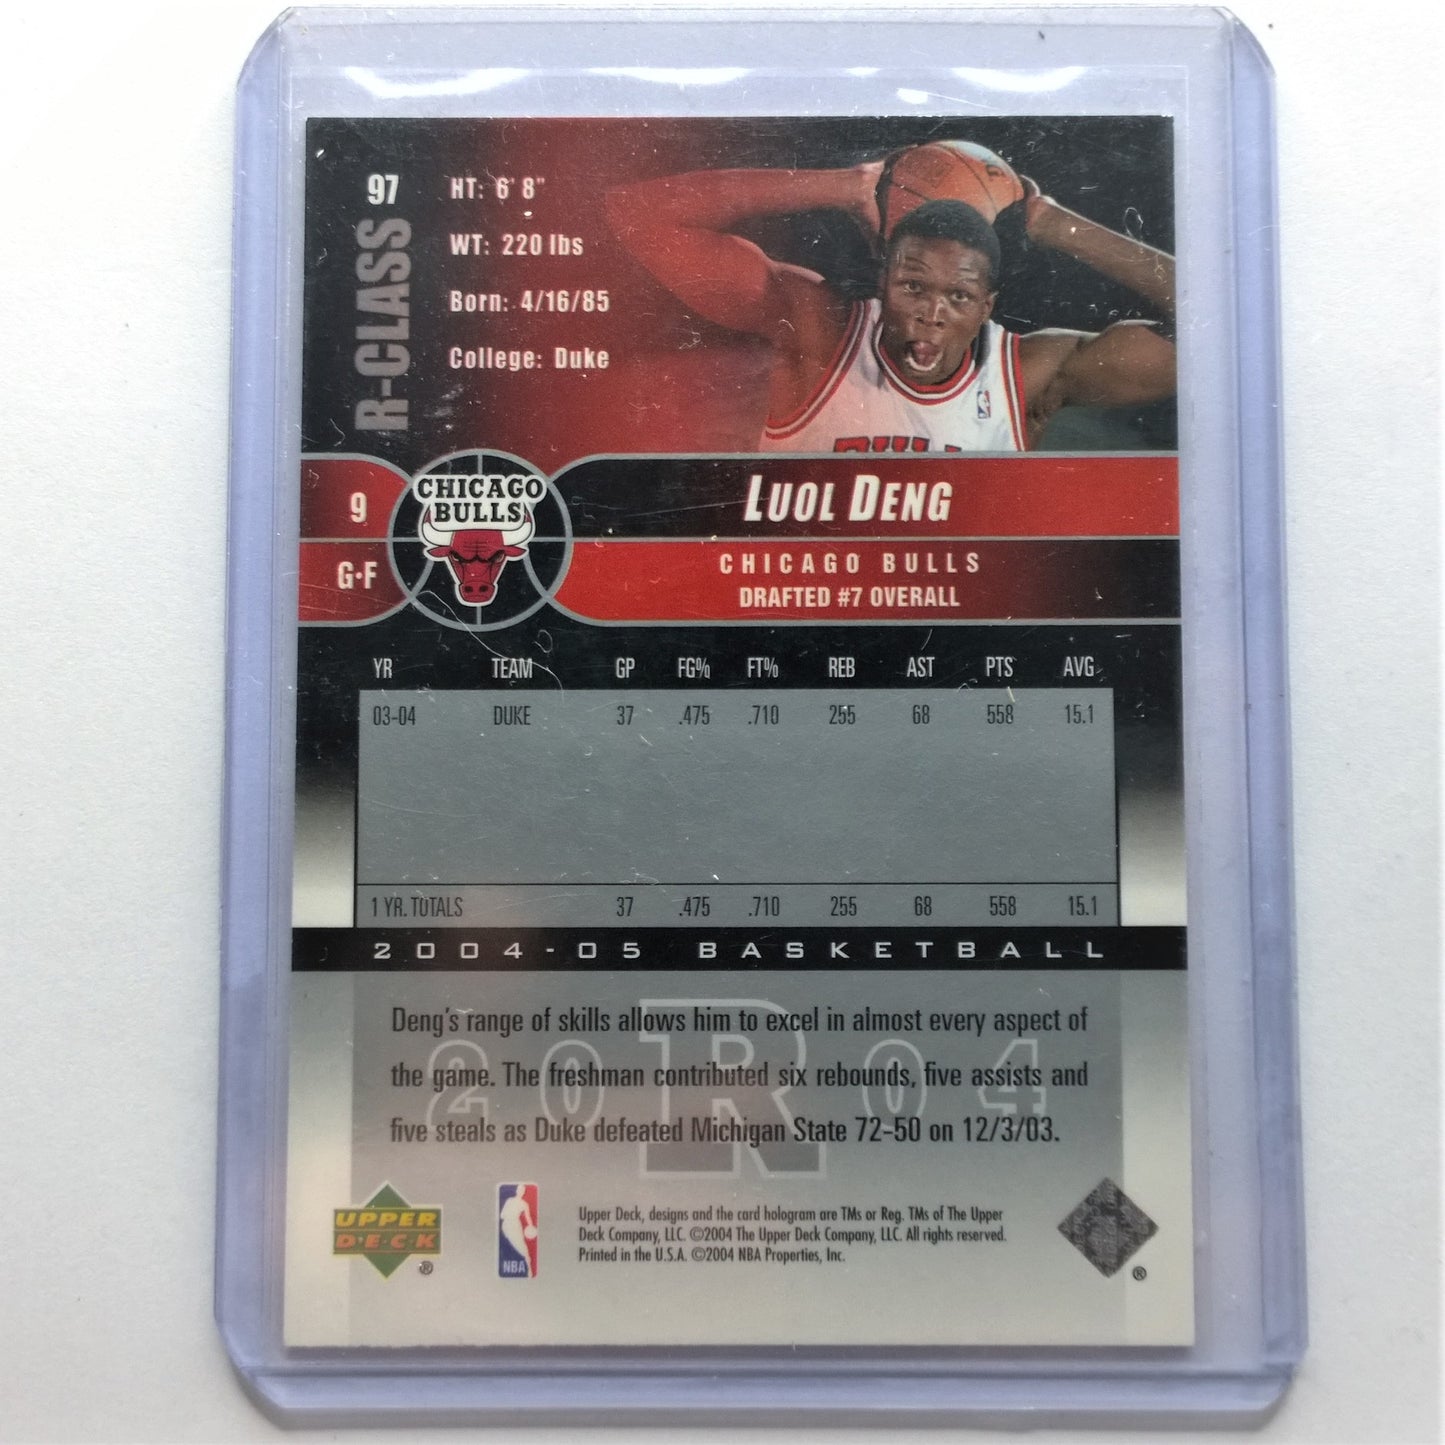 97
R-CLASS
HT: 6' 8"
WT: 220 lbs
Born: 4/16/85
College: Duke
9
G·F
CHICAGO
BULLS
LUOL DENG
CHICAGO BULLS
DRAFTED #7 OVERALL
YR TEAM GP FG% FT% REB AST PTS AVG
03-04 DUKE 37 .475 .710 255 68 558 15.1
1 YR. TOTALS 37 .475 .710 255 68 558 15.1
2004-05 BASKETBALL
20 R 04
Deng's range of skills allows him to excel in almost every aspect of
the game. The freshman contributed six rebounds, five assists and
five steals as Duke defeated Michigan State 72-50 on 12/3/03.
UPPER
D·E·C·K
®
NBA
Upper Deck, designs and the card hologram are TMs or Reg. TMs of The Upper
Deck Company, LLC. ©2004 The Upper Deck Company, LLC. All rights reserved.
Printed in the U.S.A. ©2004 NBA Properties, Inc.
®